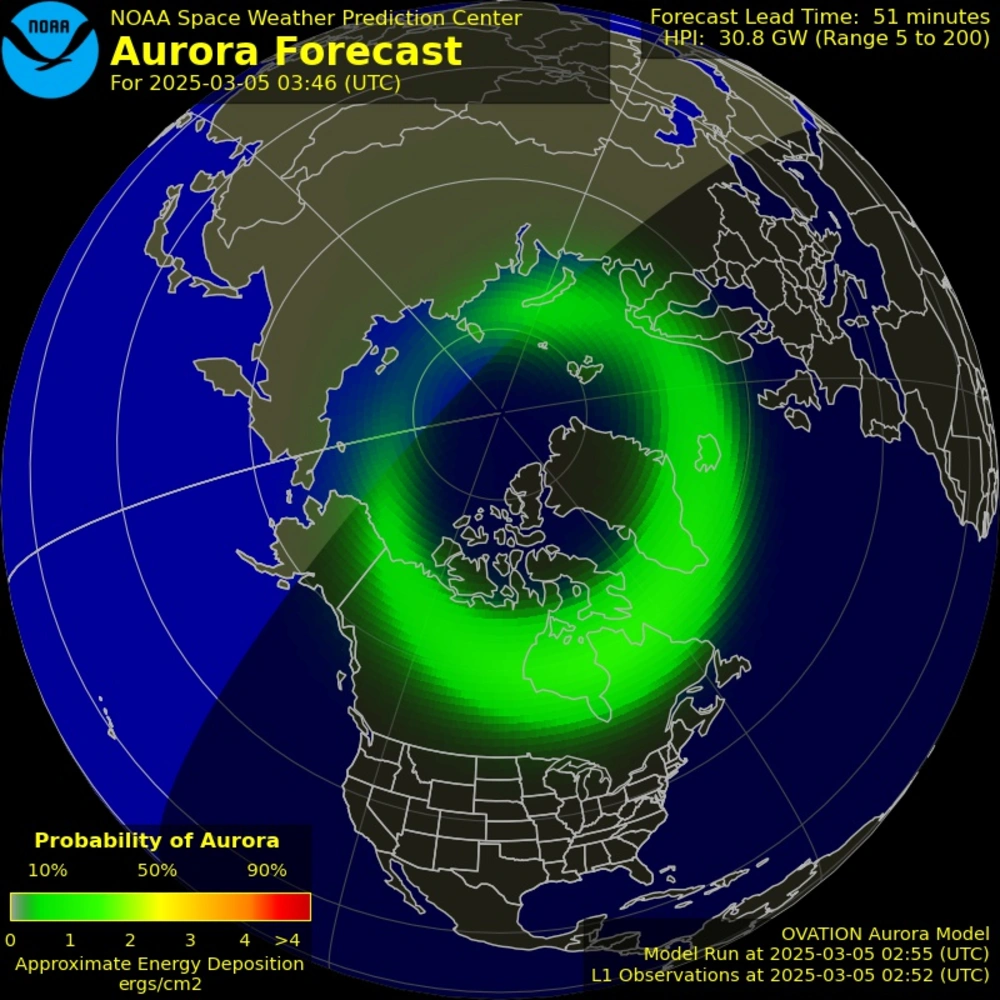 NOAA
NOAA Space Weather Prediction Center
Aurora Forecast
For 2025-03-05 03:46 (UTC)
Forecast Lead Time: 51 minutes
HPI: 30.8 GW (Range 5 to 200)
Probability of Aurora
10% 50% 90%
0 1 2 3 4 >4
Approximate Energy Deposition
ergs/cm2
OVATION Aurora Model
Model Run at 2025-03-05 02:55 (UTC)
L1 Observations at 2025-03-05 02:52 (UTC)